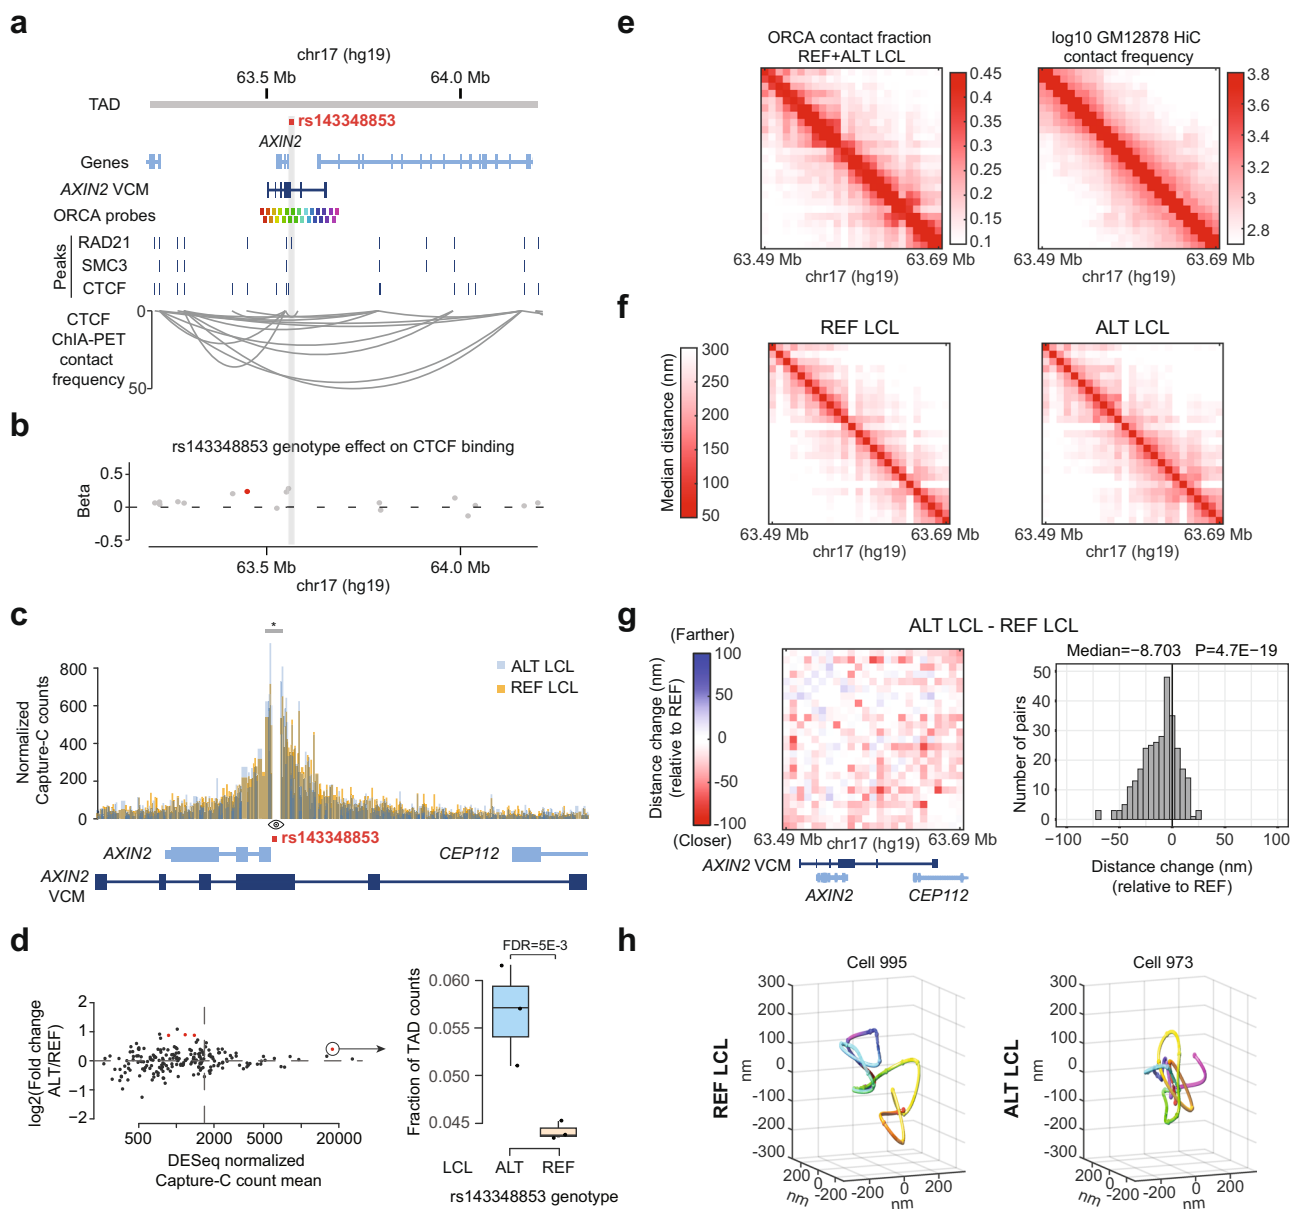 a
chr17 (hg19)
63.5 Mb
64.0 Mb
TAD
rs143348853
AXIN2
Genes
AXIN2 VCM
ORCA probes
Peaks
RAD21
SMC3
CTCF
CTCF
ChIA-PET
contact
frequency
0
50
b
rs143348853 genotype effect on CTCF binding
Beta
0.5
0
-0.5
63.5 Mb
64.0 Mb
chr17 (hg19)
c
*
Normalized
Capture-C counts
800
600
400
200
0
ALT LCL
REF LCL
rs143348853
AXIN2
CEP112
AXIN2
VCM
d
log2(Fold change
ALT/REF)
2
1
0
−1
−2
500
2000
5000
20000
DESeq normalized
Capture-C count mean
FDR=5E-3
Fraction of TAD counts
0.060
0.055
0.050
0.045
LCL
ALT
REF
rs143348853 genotype
e
ORCA contact fraction
REF+ALT LCL
63.49 Mb
63.69 Mb
chr17 (hg19)
0.45
0.4
0.35
0.3
0.25
0.2
0.15
0.1
log10 GM12878 HiC
contact frequency
63.49 Mb
63.69 Mb
chr17 (hg19)
3.8
3.6
3.4
3.2
3
2.8
f
Median distance (nm)
300
250
200
150
100
50
REF LCL
63.49 Mb
63.69 Mb
chr17 (hg19)
ALT LCL
63.49 Mb
63.69 Mb
chr17 (hg19)
g
ALT LCL - REF LCL
Distance change (nm)
(relative to REF)
(Farther)
100
50
0
-50
-100
(Closer)
63.49 Mb
63.69 Mb
chr17 (hg19)
AXIN2 VCM
AXIN2
CEP112
Median=−8.703 P=4.7E−19
Number of pairs
50
40
30
20
10
0
−100
−50
0
50
100
Distance change (nm)
(relative to REF)
h
REF LCL
Cell 995
nm
300
200
100
0
-100
-200
-300
200
0
-200
nm
-200
0
200
nm
ALT LCL
Cell 973
nm
300
200
100
0
-100
-200
-300
200
0
-200
nm
-200
0
200
nm